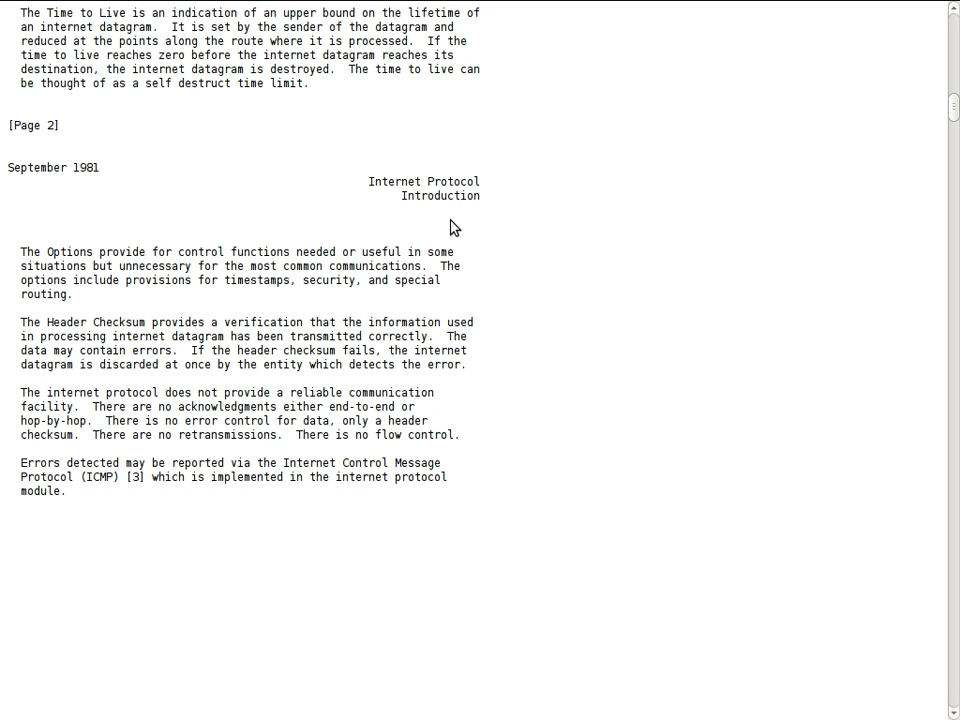 The Time to Live is an indication of an upper bound on the lifetime of
an internet datagram.  It is set by the sender of the datagram and
reduced at the points along the route where it is processed.  If the
time to live reaches zero before the internet datagram reaches its
destination, the internet datagram is destroyed.  The time to live can
be thought of as a self destruct time limit.
[Page 2]
September 1981
Internet Protocol
Introduction
The Options provide for control functions needed or useful in some
situations but unnecessary for the most common communications.  The
options include provisions for timestamps, security, and special
routing.
The Header Checksum provides a verification that the information used
in processing internet datagram has been transmitted correctly.  The
data may contain errors.  If the header checksum fails, the internet
datagram is discarded at once by the entity which detects the error.
The internet protocol does not provide a reliable communication
facility.  There are no acknowledgments either end-to-end or
hop-by-hop.  There is no error control for data, only a header
checksum.  There are no retransmissions.  There is no flow control.
Errors detected may be reported via the Internet Control Message
Protocol (ICMP) [3] which is implemented in the internet protocol
module.